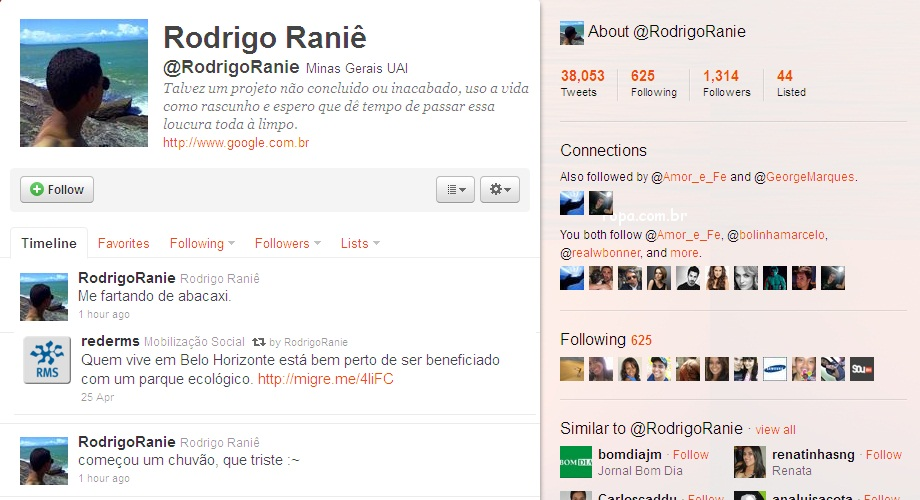 Rodrigo Raniê
@RodrigoRanie Minas Gerais UAI
Talvez um projeto não concluido ou inacabado, uso a vida
como rascunho e espero que dê tempo de passar essa
loucura toda à limpo.
http://www.google.com.br
Follow
Timeline Favorites Following Followers Lists
RodrigoRanie Rodrigo Raniê
Me fartando de abacaxi.
1 hour ago
rederms Mobilização Social by RodrigoRanie
RMS
Quem vive em Belo Horizonte está bem perto de ser beneficiado
com um parque ecológico. http://migre.me/4liFC
25 Apr
RodrigoRanie Rodrigo Raniê
começou um chuvão, que triste :~
1 hour ago
About @RodrigoRanie
38,053 625 1,314 44
Tweets Following Followers Listed
Connections
Also followed by @Amor_e_Fe and @GeorgeMarques.
You both follow @Amor_e_Fe, @bolinhamarcelo,
@realwbonner, and more.
Following 625
Similar to @RodrigoRanie · view all
bomdiajm · Follow
BOM DIA
Jornal Bom Dia
renatinhasng · Follow
Renata
Carloscaddu · Follow
analuisacota · Follow